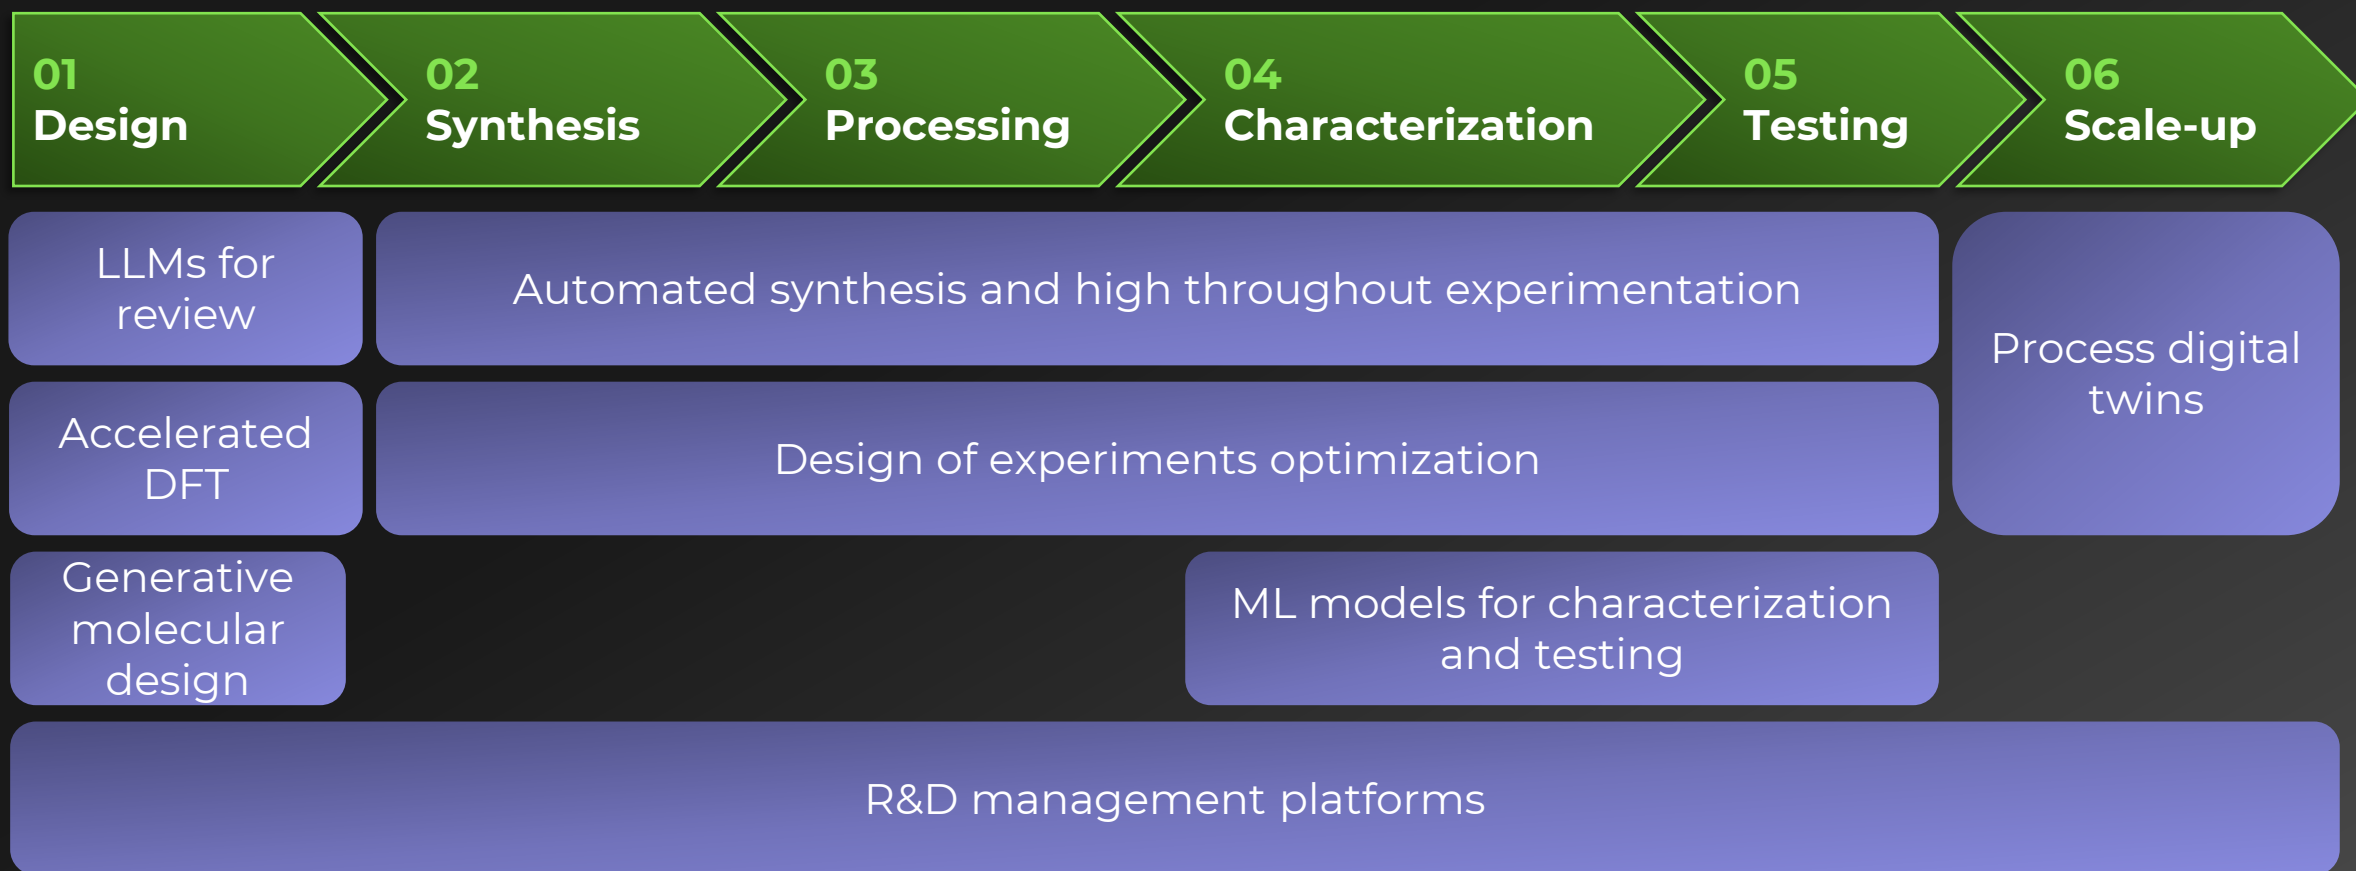 01
Design
02
Synthesis
03
Processing
04
Characterization
05
Testing
06
Scale-up
LLMs for
review
Automated synthesis and high throughout experimentation
Process digital
twins
Accelerated
DFT
Design of experiments optimization
Generative
molecular
design
ML models for characterization
and testing
R&D management platforms